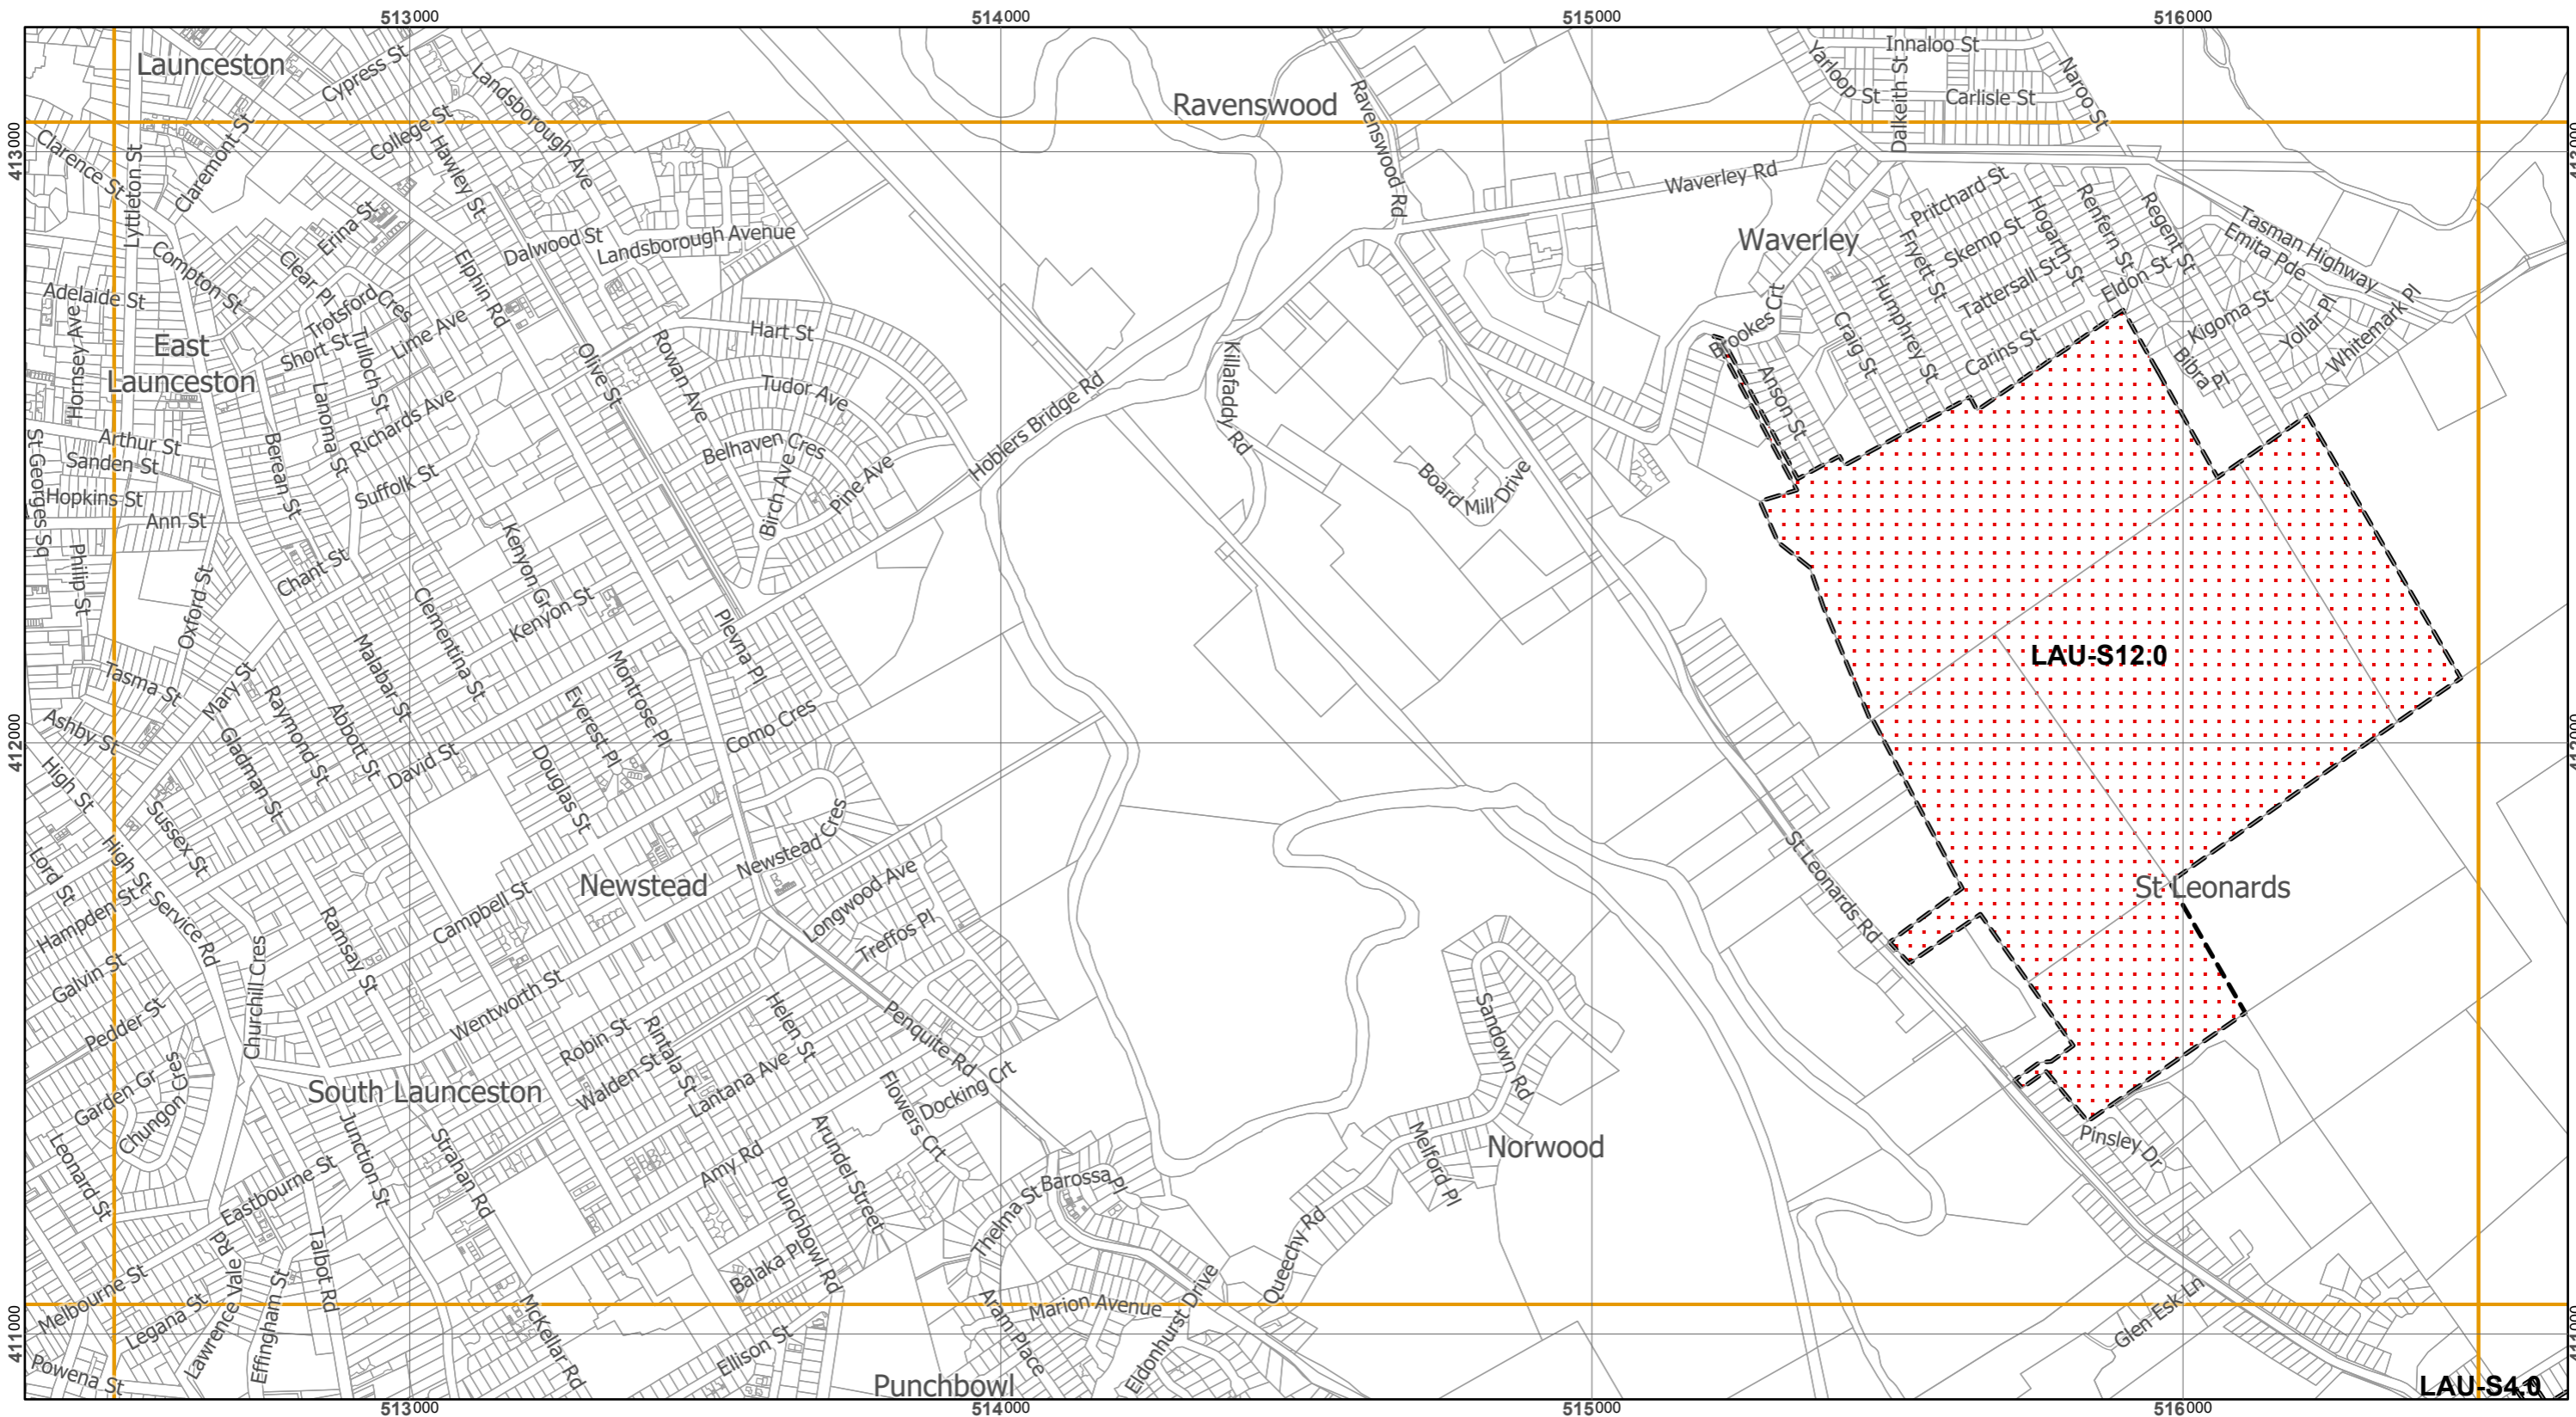 513000
514000
515000
516000
Launceston
Cypress St
Landsborough Ave
Ravenswood
Ravenswood Rd
Innaloo St
Yarloop St
Dalkeith St
Carlisle St
Naroo St
413000
413000
Clarence St
Lyttleton St
Claremont St
College St
Hawley St
Waverley Rd
Pritchard St
Renfern St
Regent St
Tasman Highway
Emita Pde
Erina St
Compton St
Clear Pl
Elphin Rd
Dalwood St
Landsborough Avenue
Waverley
Fryett St
Skemp St
Hogarth St
Tattersall St
Eldon St
Adelaide St
Hornsey Ave
Trotsford Cres
Short St
Tulloch St
Lime Ave
East
Launceston
Olive St
Rowan Ave
Hart St
Killafaddy Rd
Brookes Crt
Craig St
Humphrey St
Carins St
Kigoma St
Yollar Pl
Whitemark Pl
Bibra Pl
Anson St
Tudor Ave
Lanoma St
Richards Ave
Arthur St
Sanden St
Hopkins St
Ann St
St Georges Sq
Berean St
Suffolk St
Belhaven Cres
Birch Ave
Pine Ave
Hoblers Bridge Rd
Board Mill Drive
Philip St
Chant St
Oxford St
Kenyon Gr
Kenyon St
Clementina St
Plevna Pl
Malabar St
Montrose Pl
Everest Pl
Como Cres
LAU-S12.0
Tasma St
Mary St
Raymond St
Abbott St
Ashby St
Gladman St
David St
Douglas St
412000
412000
High St
Sussex St
Lord St
High St Service Rd
Hampden St
Newstead
Newstead Cres
Longwood Ave
Treffos Pl
Campbell St
Ramsay St
St Leonards Rd
St Leonards
Galvin St
Churchill Cres
Pedder St
Wentworth St
Robin St
Rintala St
Helen St
Penquite Rd
Sandown Rd
Walden St
Lantana Ave
Docking Crt
Flowers Crt
Garden Gr
Chungon Cres
South Launceston
Leonard St
Junction St
Strahan Rd
Amy Rd
Arundel Street
Melford Pl
Norwood
Pinsley Dr
Eastbourne St
Punchbowl Rd
Balaka Pl
Thelma St
Barossa Pl
Queechy Rd
Talbot Rd
Melbourne St
Legana St
Lawrence Vale Rd
Effingham St
McKellar Rd
Marion Avenue
Aram Place
Eldonhurst Drive
Glen Esk Ln
411000
411000
Powena St
Ellison St
Punchbowl
LAU-S4.0
513000
514000
515000
516000